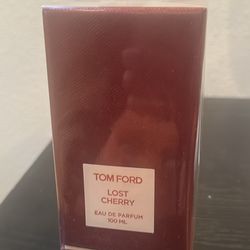 TOM FORD
LOST
CHERRY
EAU DE PARFUM
100 ML